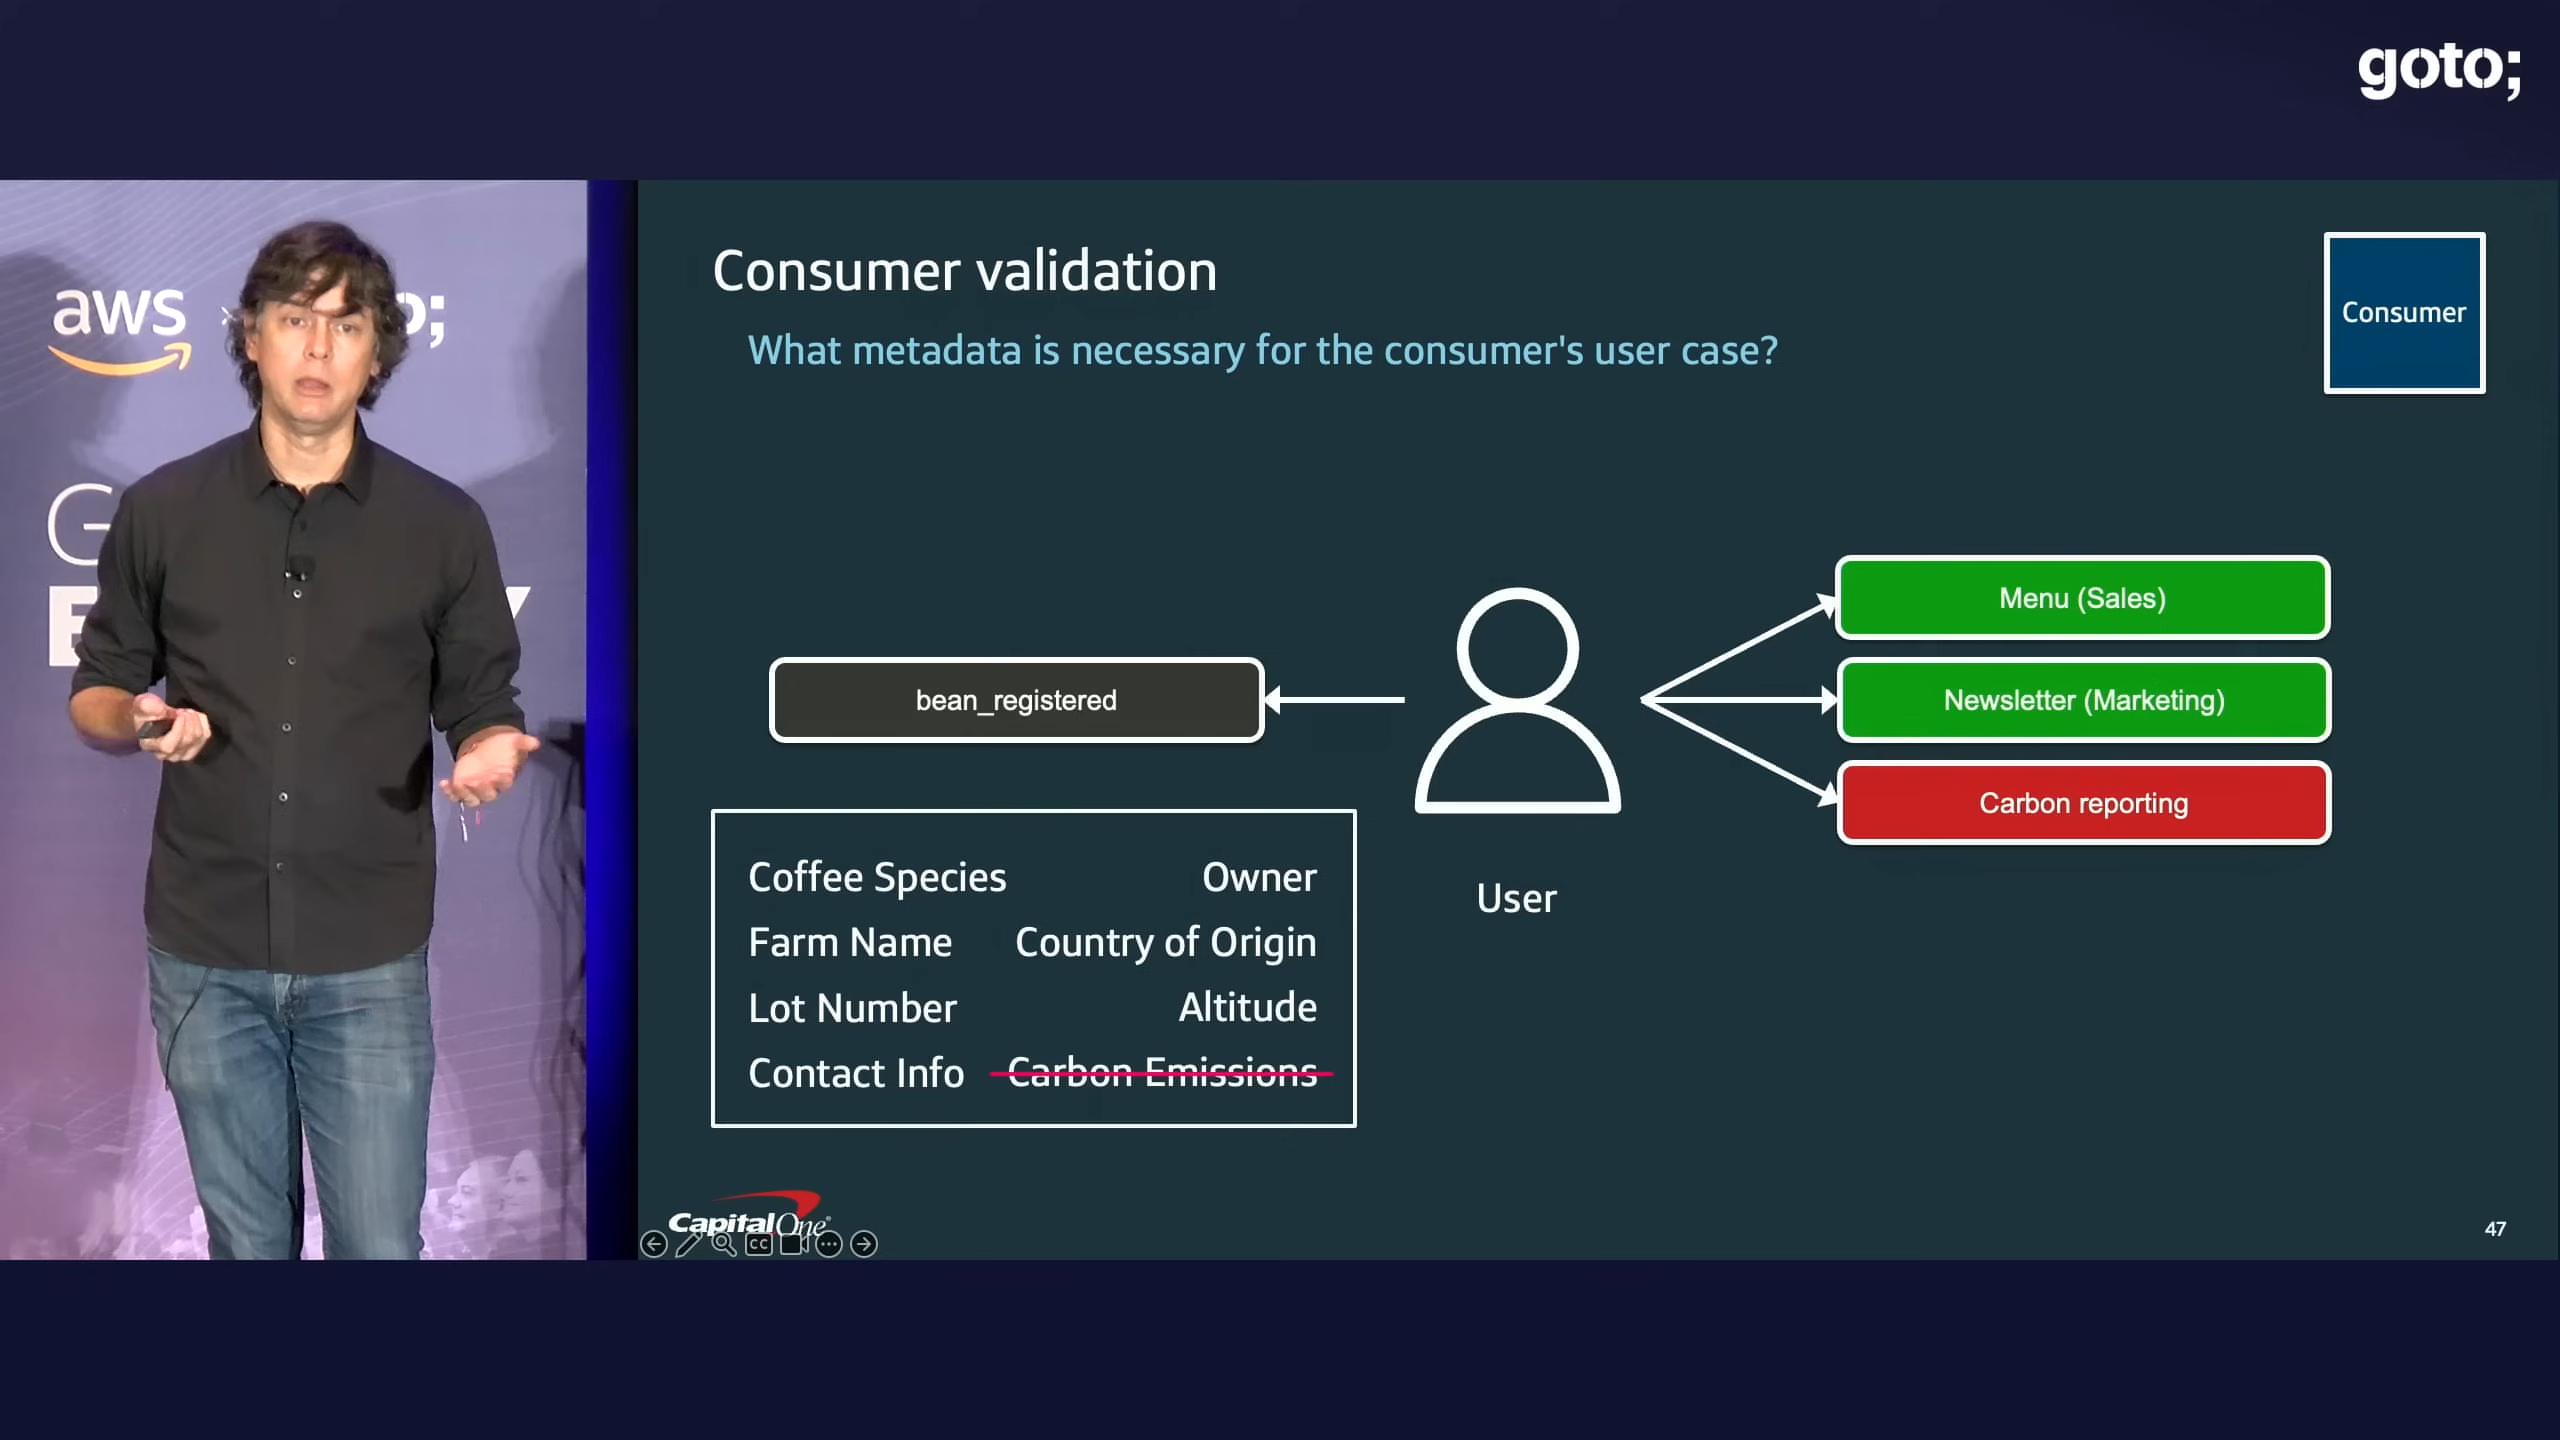 goto;
aws
o;
G
E
Y
Consumer validation
What metadata is necessary for the consumer's user case?
Consumer
bean_registered
User
Menu (Sales)
Newsletter (Marketing)
Carbon reporting
Coffee Species Owner
Farm Name Country of Origin
Lot Number Altitude
Contact Info Carbon Emissions
CapitalOne
CC
47